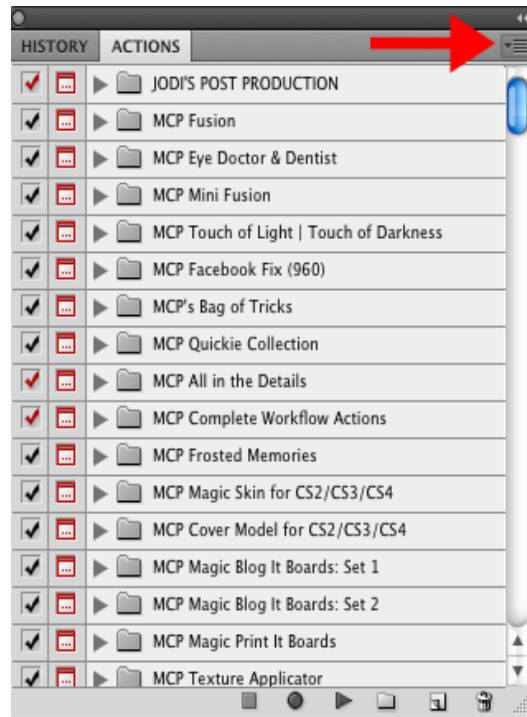 HISTORY ACTIONS
JODI'S POST PRODUCTION
MCP Fusion
MCP Eye Doctor & Dentist
MCP Mini Fusion
MCP Touch of Light | Touch of Darkness
MCP Facebook Fix (960)
MCP's Bag of Tricks
MCP Quickie Collection
MCP All in the Details
MCP Complete Workflow Actions
MCP Frosted Memories
MCP Magic Skin for CS2/CS3/CS4
MCP Cover Model for CS2/CS3/CS4
MCP Magic Blog It Boards: Set 1
MCP Magic Blog It Boards: Set 2
MCP Magic Print It Boards
MCP Texture Applicator